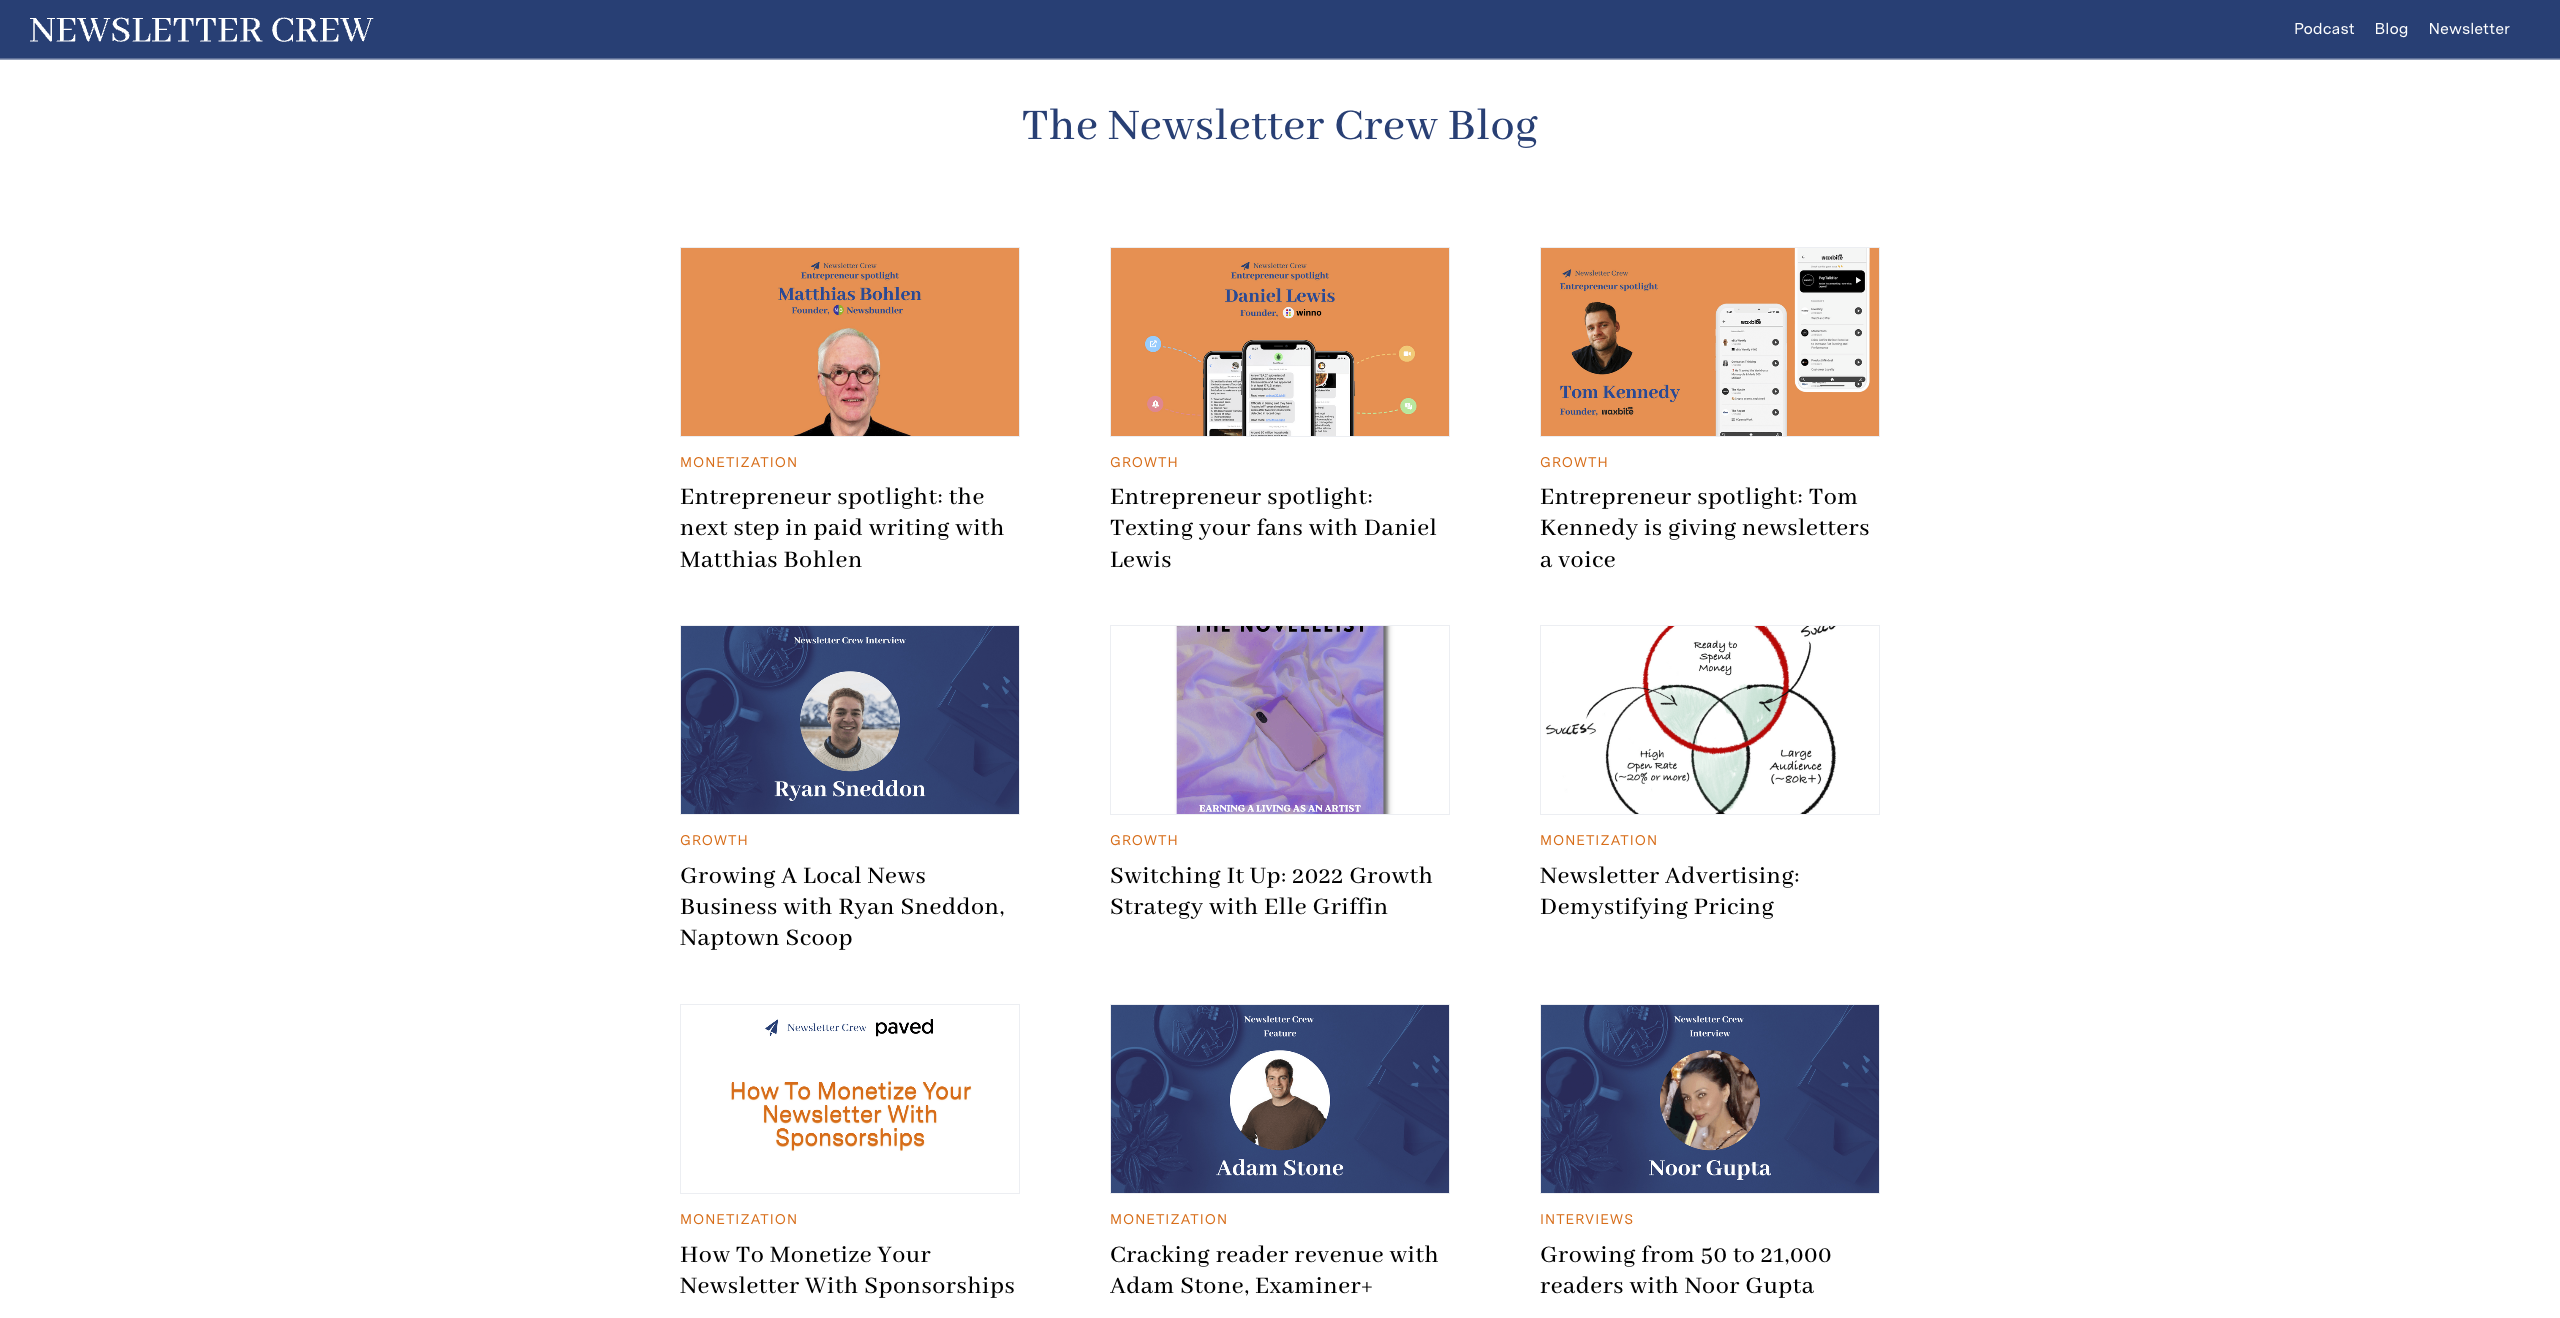 NEWSLETTER CREW
Podcast Blog Newsletter
The Newsletter Crew Blog
Newsletter Crew
Entrepreneur spotlight
Matthias Bohlen
Founder, Newsbundler
MONETIZATION
Entrepreneur spotlight: the
next step in paid writing with
Matthias Bohlen
Newsletter Crew
Entrepreneur spotlight
Daniel Lewis
Founder, winno
GROWTH
Entrepreneur spotlight:
Texting your fans with Daniel
Lewis
Newsletter Crew
Entrepreneur spotlight
Tom Kennedy
Founder, waxbite
waxbite
waxbite
GROWTH
Entrepreneur spotlight: Tom
Kennedy is giving newsletters
a voice
Newsletter Crew Interview
Ryan Sneddon
GROWTH
Growing A Local News
Business with Ryan Sneddon,
Naptown Scoop
THE NOVELLEIST
EARNING A LIVING AS AN ARTIST
GROWTH
Switching It Up: 2022 Growth
Strategy with Elle Griffin
Ready to
Spend
Money
SUCCESS
High
Open Rate
(~20% or more)
Large
Audience
(~80k+)
MONETIZATION
Newsletter Advertising:
Demystifying Pricing
Newsletter Crew paved
How To Monetize Your
Newsletter With
Sponsorships
MONETIZATION
How To Monetize Your
Newsletter With Sponsorships
Newsletter Crew
Feature
Adam Stone
MONETIZATION
Cracking reader revenue with
Adam Stone, Examiner+
Newsletter Crew
Interview
Noor Gupta
INTERVIEWS
Growing from 50 to 21,000
readers with Noor Gupta